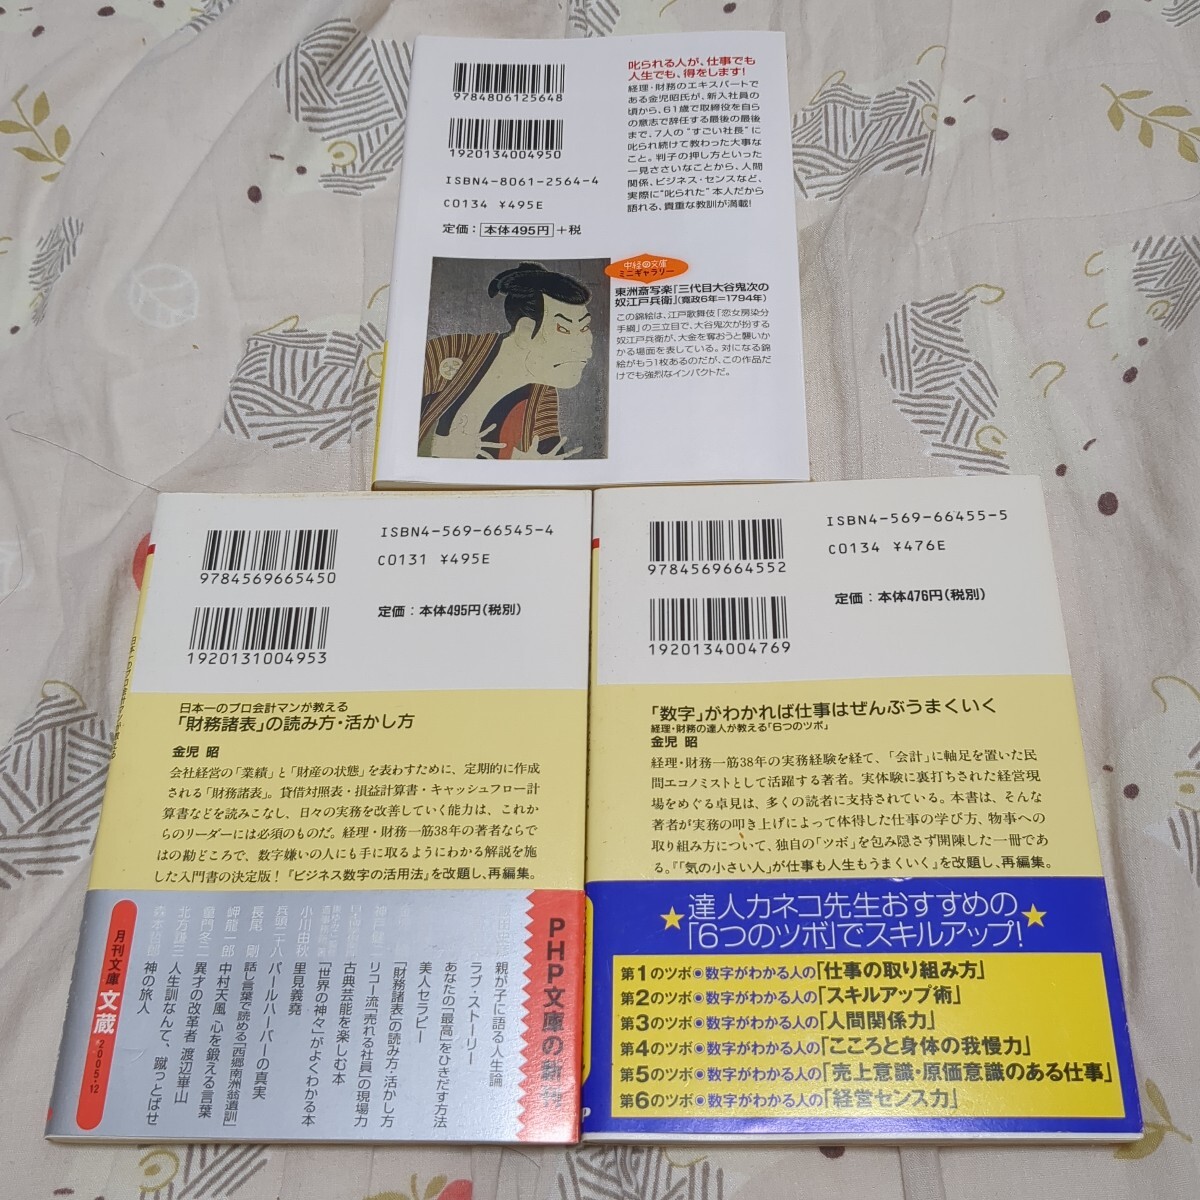 9784806125648
1920134004950
ISBN4-8061-2564-4
C0134 ¥495E
定価：本体495円＋税
叱られる人が、仕事でも
人生でも、得をします！
経理・財務のエキスパートで
ある金児昭氏が、新入社員の
頃から、61歳で取締役を自ら
の意志で辞任する最後の最後
まで、7人の“すごい社長”に
叱られ続けて教わった大事な
こと。判子の押し方といった
一見ささいなことから、人間
関係、ビジネス・センスなど、
実際に“叱られた”本人だから
語れる、貴重な教訓が満載！
中経の文庫
ミニギャラリー
東洲斎写楽「三代目大谷鬼次の
奴江戸兵衛」（寛政6年＝1794年）
この錦絵は、江戸歌舞伎「恋女房染分
手綱」の三立目で、大谷鬼次が扮する
奴江戸兵衛が、大金を奪おうと襲いか
かる場面を表している。対になる錦
絵がもう1枚あるのだが、この作品だ
けでも強烈なインパクトだ。
ISBN4-569-66545-4
C0131 ¥495E
9784569665450
定価：本体495円（税別）
1920131004953
日本一のプロ会計マンが教える
「財務諸表」の読み方・活かし方
金児 昭
会社経営の「業績」と「財産の状態」を表わすために、定期的に作成
される「財務諸表」。貸借対照表・損益計算書・キャッシュフロー計
算書などを読みこなし、日々の実務を改善していく能力は、これか
らのリーダーには必須のものだ。経理・財務一筋38年の著者ならで
はの勘どころで、数字嫌いの人にも手に取るようにわかる解説を施
した入門書の決定版！『ビジネス数字の活用法』を改題し、再編集。
PHP文庫の新刊
親が子に語る人生論
ラブ・ストーリー
あなたの「最高」をひきだす方法
美人セラピー
「財務諸表」の読み方・活かし方
リコー流「売れる社員」の現場力
古典芸能を楽しむ本
「世界の神々」がよくわかる本
小川由秋
里見義堯
兵頭二十八
パールハーバーの真実
長尾 剛
話し言葉で読める「西郷南洲翁遺訓」
岬龍一郎
中村天風 心を鍛える言葉
童門冬二
異才の改革者 渡辺崋山
北方謙三
人生訓なんて、蹴っとばせ
森本哲郎
神の旅人
月刊文庫 文蔵 2005・12
ISBN4-569-66455-5
C0134 ¥476E
9784569664552
定価：本体476円（税別）
1920134004769
「数字」がわかれば仕事はぜんぶうまくいく
経理・財務の達人が教える「6つのツボ」
金児 昭
経理・財務一筋38年の実務経験を経て、「会計」に軸足を置いた民
間エコノミストとして活躍する著者。実体験に裏打ちされた経営現
場をめぐる卓見は、多くの読者に支持されている。本書は、そんな
著者が実務の叩き上げによって体得した仕事の学び方、物事への
取り組み方について、独自の「ツボ」を包み隠さず開陳した一冊であ
る。『「気の小さい人」が仕事も人生もうまくいく』を改題し、再編集。
★達人カネコ先生おすすめの
「6つのツボ」でスキルアップ！★
第1のツボ◉数字がわかる人の「仕事の取り組み方」
第2のツボ◉数字がわかる人の「スキルアップ術」
第3のツボ◉数字がわかる人の「人間関係力」
第4のツボ◉数字がわかる人の「こころと身体の我慢力」
第5のツボ◉数字がわかる人の「売上意識・原価意識のある仕事」
第6のツボ◉数字がわかる人の「経営センス力」